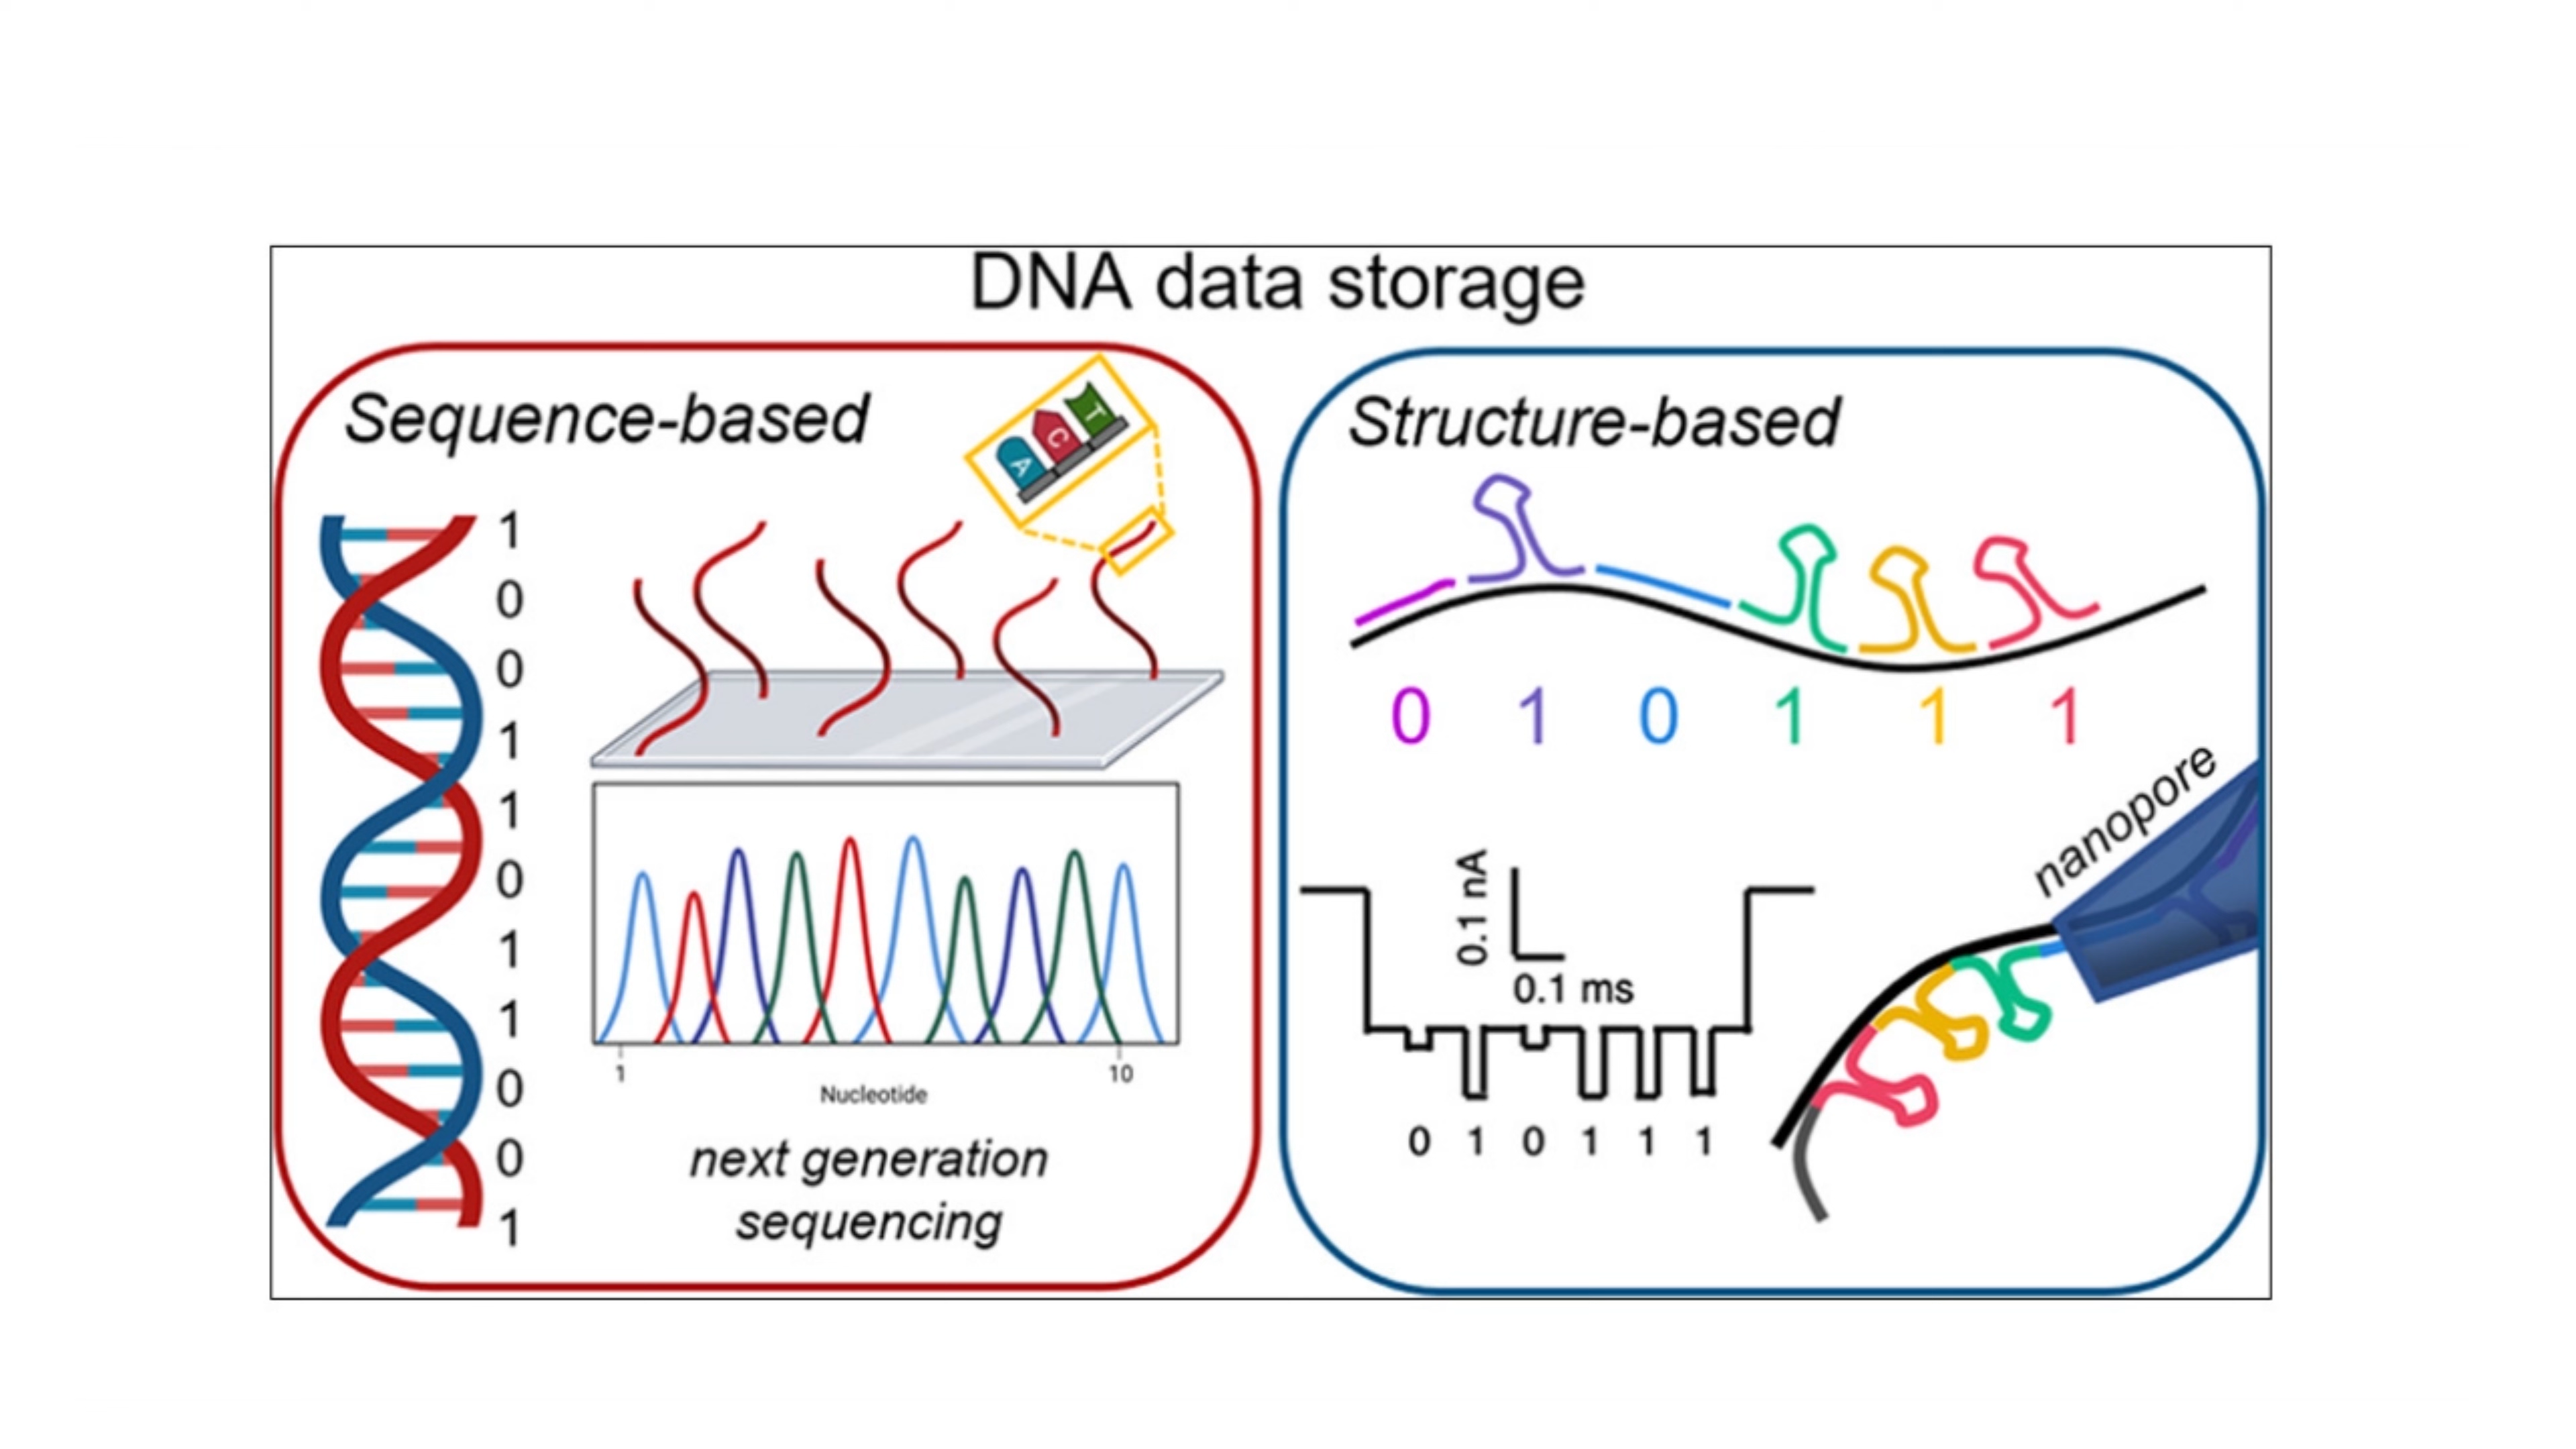 DNA data storage
Sequence-based
A C T
1
0
0
1
1
0
1
1
0
0
1
1
10
Nucleotide
next generation
sequencing
Structure-based
0 1 0 1 1 1
nanopore
0.1 nA
0.1 ms
0 1 0 1 1 1